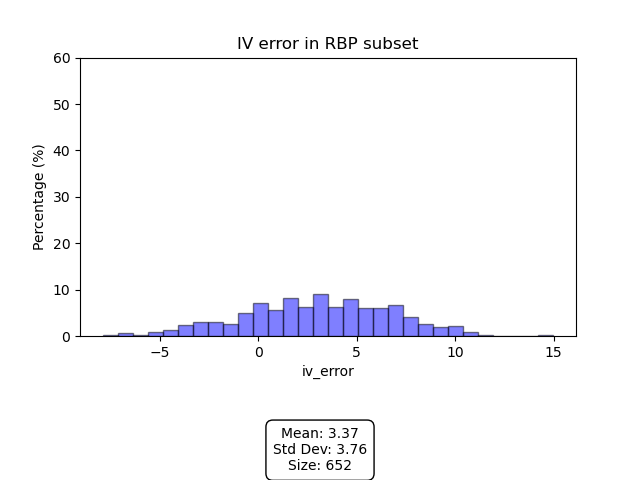 IV error in RBP subset
60
50
40
30
20
10
0
Percentage (%)
−5
0
5
10
15
iv_error
Mean: 3.37
Std Dev: 3.76
Size: 652